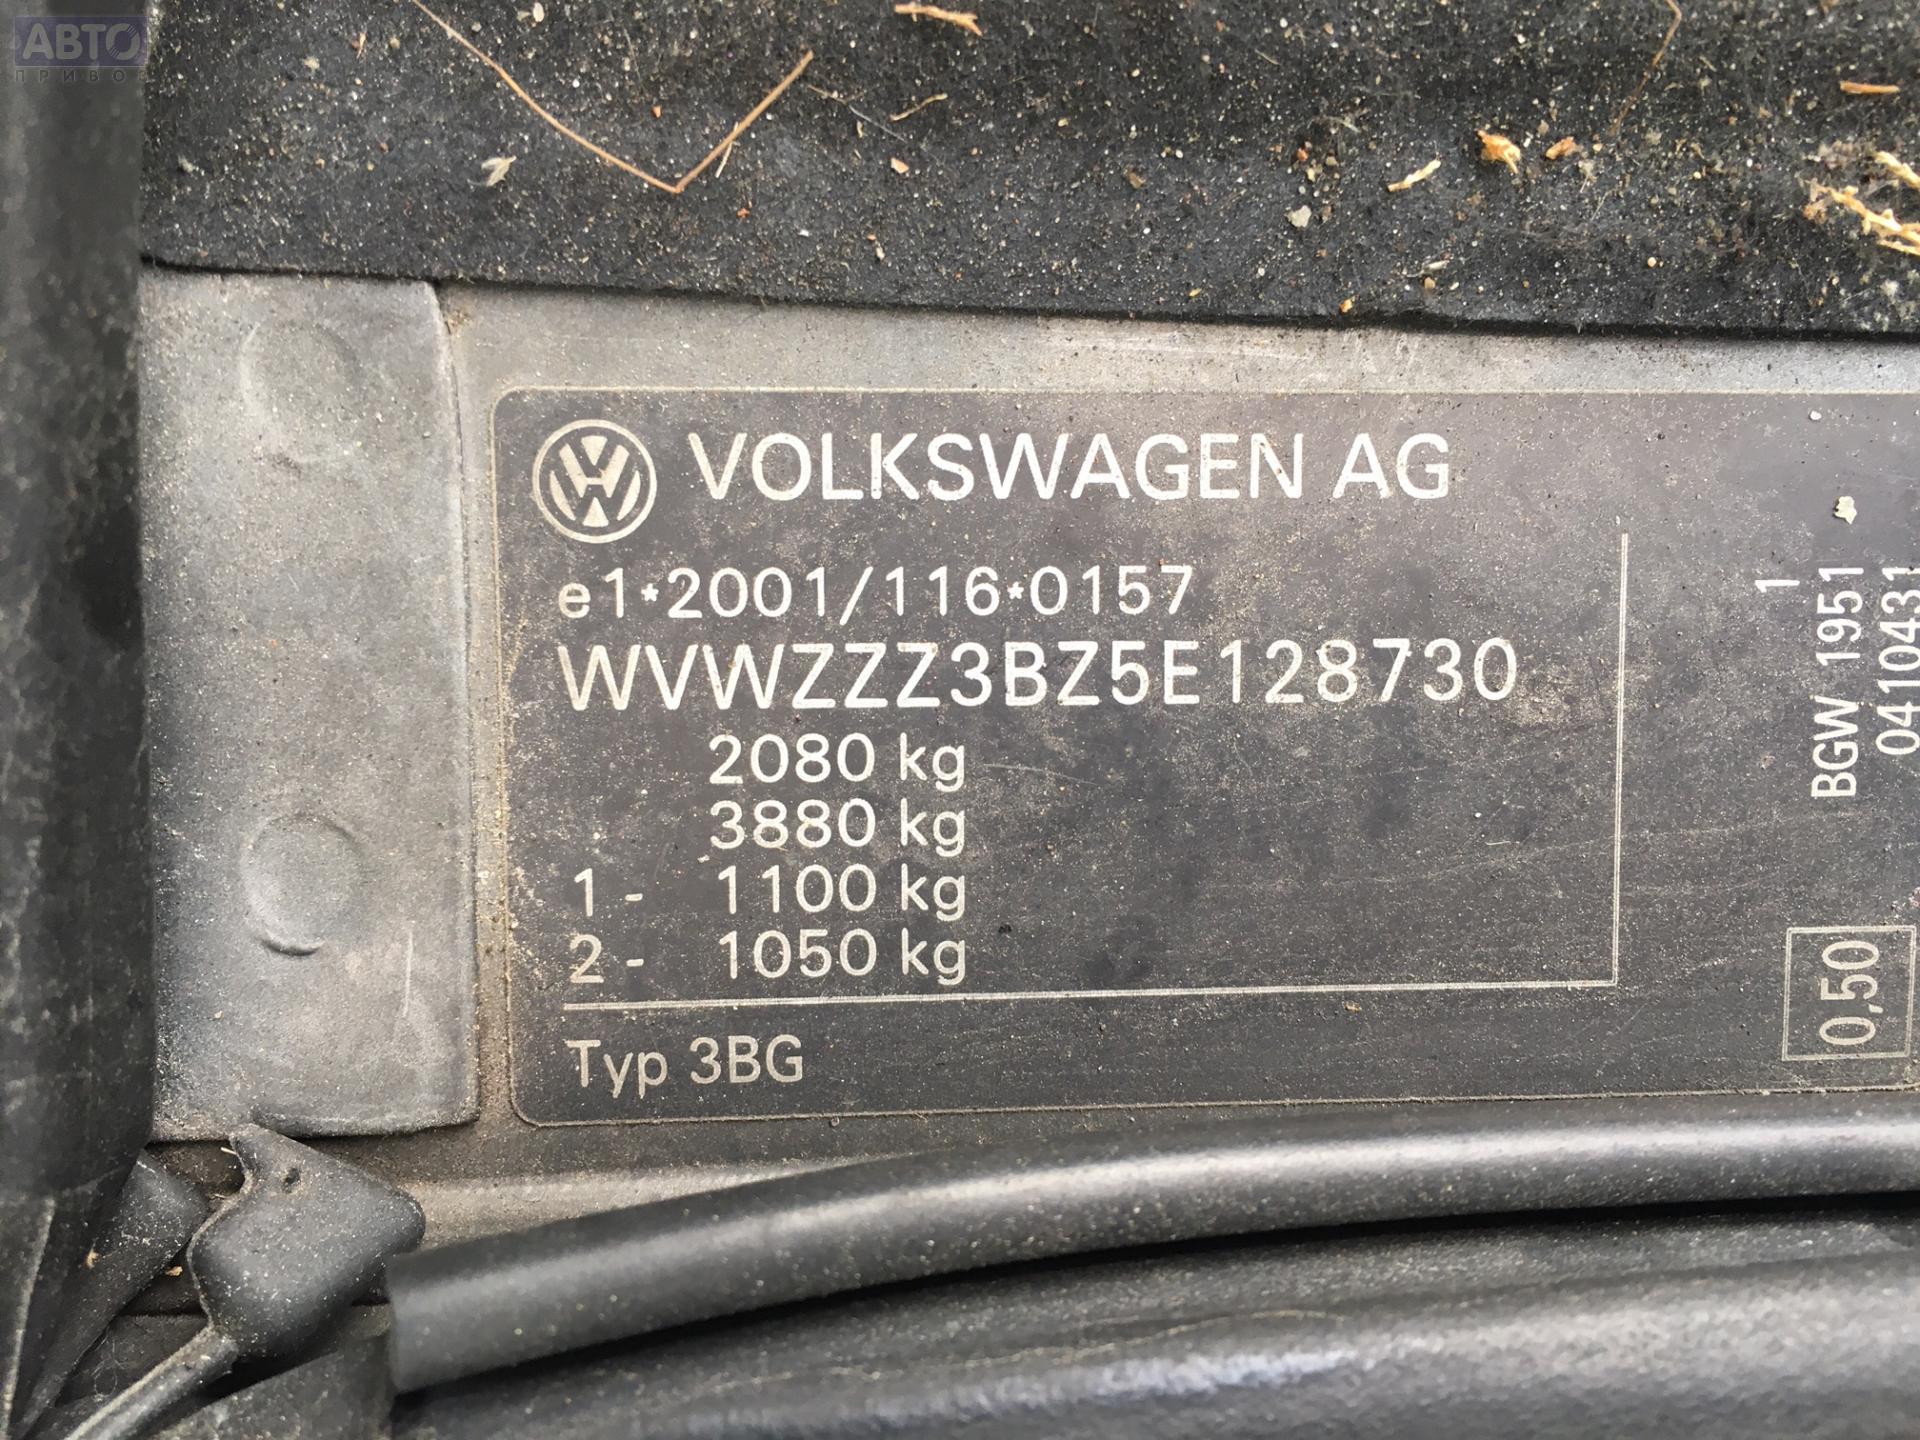 АВТО
ПРИВОЗ
VOLKSWAGEN AG
e1*2001/116*0157
WVWZZZ3BZ5E128730
2080 kg
3880 kg
1 - 1100 kg
2 - 1050 kg
Typ 3BG
1
BGW 1951
0410431
0,50